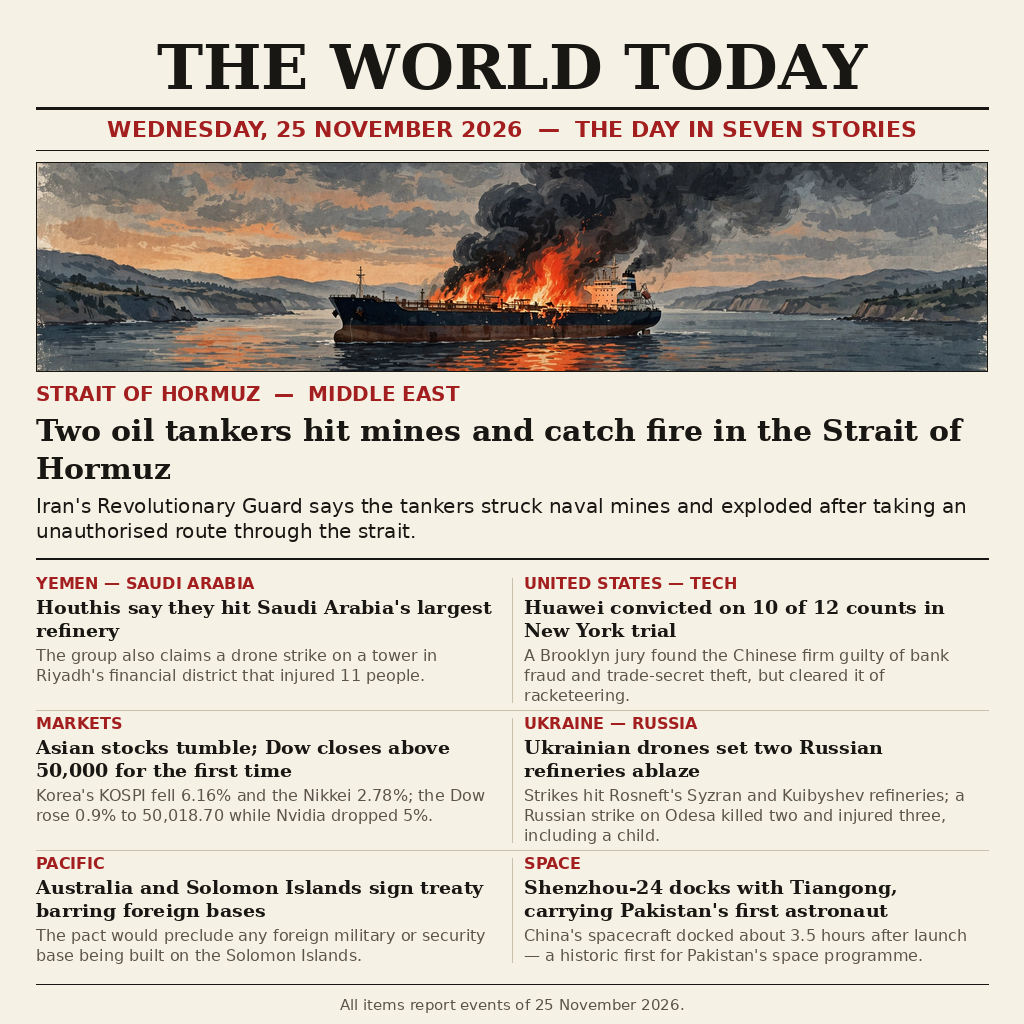 THE WORLD TODAY
WEDNESDAY, 25 NOVEMBER 2026 — THE DAY IN SEVEN STORIES
STRAIT OF HORMUZ — MIDDLE EAST
Two oil tankers hit mines and catch fire in the Strait of
Hormuz
Iran's Revolutionary Guard says the tankers struck naval mines and exploded after taking an
unauthorised route through the strait.
YEMEN — SAUDI ARABIA
Houthis say they hit Saudi Arabia's largest
refinery
The group also claims a drone strike on a tower in
Riyadh's financial district that injured 11 people.
UNITED STATES — TECH
Huawei convicted on 10 of 12 counts in
New York trial
A Brooklyn jury found the Chinese firm guilty of bank
fraud and trade-secret theft, but cleared it of
racketeering.
MARKETS
Asian stocks tumble; Dow closes above
50,000 for the first time
Korea's KOSPI fell 6.16% and the Nikkei 2.78%; the Dow
rose 0.9% to 50,018.70 while Nvidia dropped 5%.
UKRAINE — RUSSIA
Ukrainian drones set two Russian
refineries ablaze
Strikes hit Rosneft's Syzran and Kuibyshev refineries; a
Russian strike on Odesa killed two and injured three,
including a child.
PACIFIC
Australia and Solomon Islands sign treaty
barring foreign bases
The pact would preclude any foreign military or security
base being built on the Solomon Islands.
SPACE
Shenzhou-24 docks with Tiangong,
carrying Pakistan's first astronaut
China's spacecraft docked about 3.5 hours after launch
— a historic first for Pakistan's space programme.
All items report events of 25 November 2026.